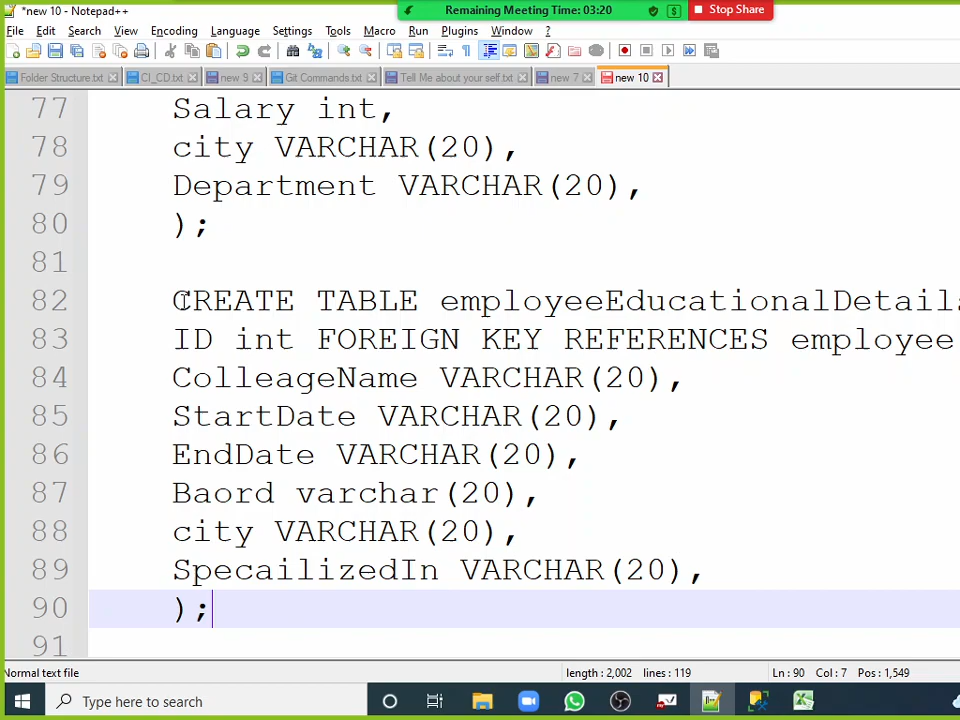 *new 10 - Notepad++
Remaining Meeting Time: 03:20
Stop Share
File Edit Search View Encoding Language Settings Tools Macro Run Plugins Window ?
Folder Structure.txt CI_CD.txt new 9 Git Commands.txt Tell Me about your self.txt new 7 new 10
77 Salary int,
78 city VARCHAR(20),
79 Department VARCHAR(20),
80 );
81
82 CREATE TABLE employeeEducationalDetails
83 ID int FOREIGN KEY REFERENCES employee
84 ColleageName VARCHAR(20),
85 StartDate VARCHAR(20),
86 EndDate VARCHAR(20),
87 Baord varchar(20),
88 city VARCHAR(20),
89 SpecailizedIn VARCHAR(20),
90 );
91
Normal text file length : 2,002 lines : 119 Ln : 90 Col : 7 Pos : 1,549
Type here to search